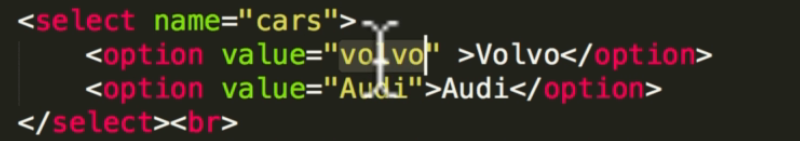 <select name="cars">
<option value="volvo" >Volvo</option>
<option value="Audi">Audi</option>
</select><br>